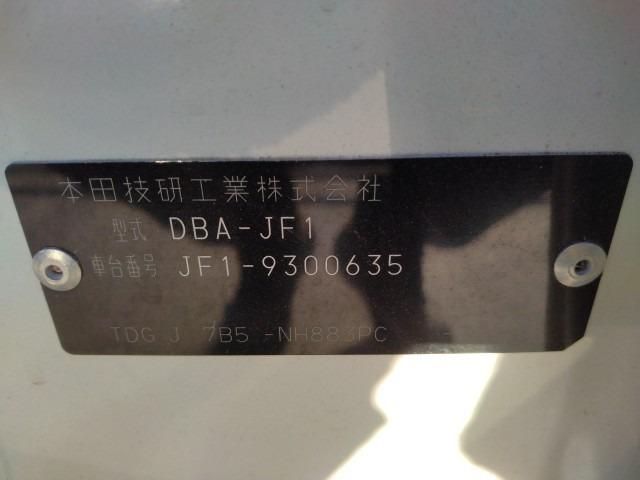 本田技研工業株式会社
型式 DBA-JF1
車台番号 JF1-9300635
TDG J 7B5 -NH883PC -